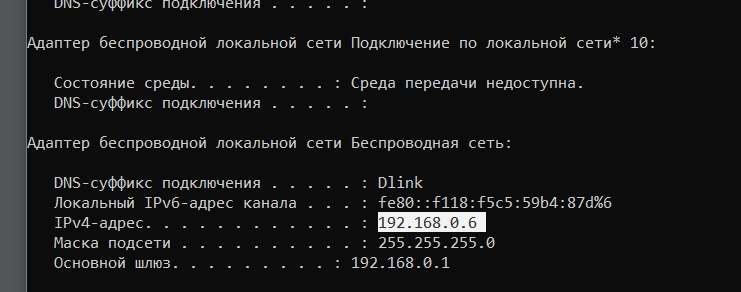 DNS-суффикс подключения . . . . . :
Адаптер беспроводной локальной сети Подключение по локальной сети* 10:
Состояние среды. . . . . . . . : Среда передачи недоступна.
DNS-суффикс подключения . . . . . :
Адаптер беспроводной локальной сети Беспроводная сеть:
DNS-суффикс подключения . . . . . : Dlink
Локальный IPv6-адрес канала . . . : fe80::f118:f5c5:59b4:87d%6
IPv4-адрес. . . . . . . . . . . . : 192.168.0.6
Маска подсети . . . . . . . . . . : 255.255.255.0
Основной шлюз. . . . . . . . . : 192.168.0.1